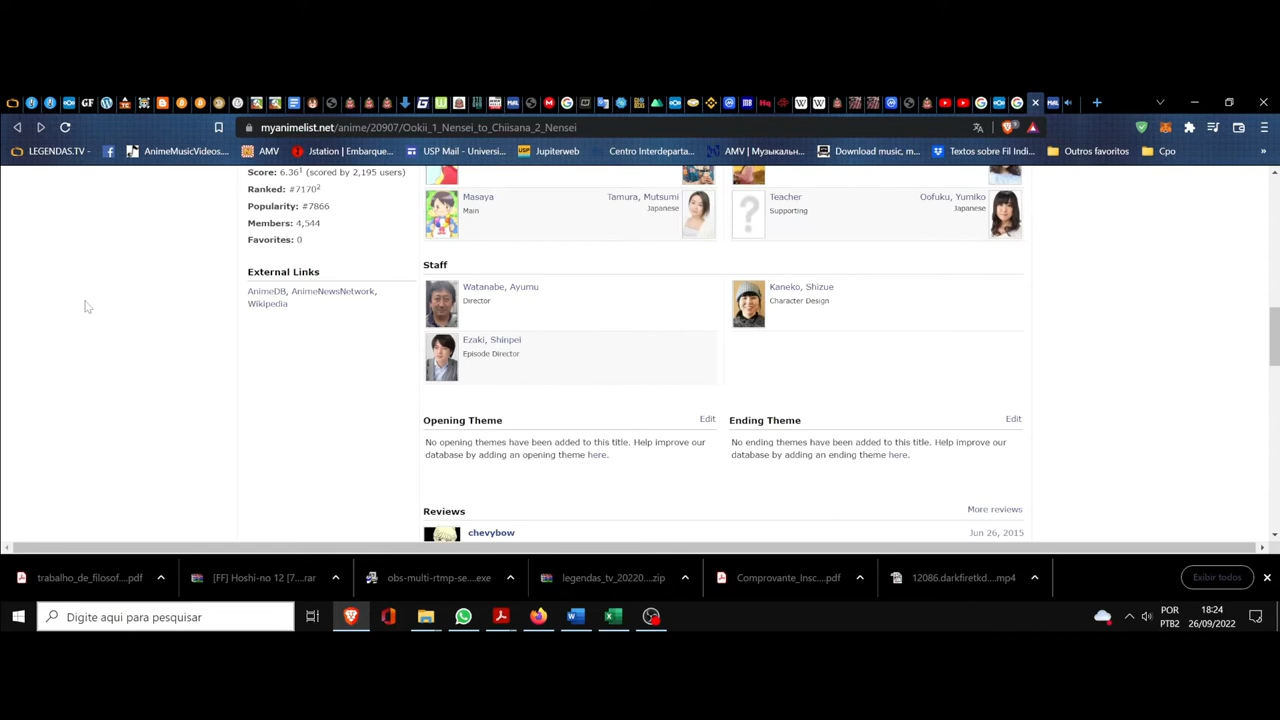 myanimelist.net/anime/20907/Ookii_1_Nensei_to_Chiisana_2_Nensei
LEGENDAS.TV -
AnimeMusicVideos....
AMV
Jstation | Embarque...
USP Mail - Universi...
Jupiterweb
Centro Interdeparta...
AMV | Музыкальн...
Download music, m...
Textos sobre Fil Indi...
Outros favoritos
Cpo
Score: 6.36¹ (scored by 2,195 users)
Ranked: #7170²
Popularity: #7866
Members: 4,544
Favorites: 0
External Links
AnimeDB, AnimeNewsNetwork,
Wikipedia
Masaya
Main
Tamura, Mutsumi
Japanese
Teacher
Supporting
Oofuku, Yumiko
Japanese
Staff
Watanabe, Ayumu
Director
Kaneko, Shizue
Character Design
Ezaki, Shinpei
Episode Director
Opening Theme
Edit
No opening themes have been added to this title. Help improve our
database by adding an opening theme here.
Ending Theme
Edit
No ending themes have been added to this title. Help improve our
database by adding an ending theme here.
Reviews
More reviews
chevybow
Jun 26, 2015
trabalho_de_filosof....pdf
[FF] Hoshi-no 12 [7....rar
obs-multi-rtmp-se....exe
legendas_tv_20220....zip
Comprovante_Insc....pdf
12086.darkfiretkd....mp4
Exibir todos
Digite aqui para pesquisar
POR
PTB2
18:24
26/09/2022